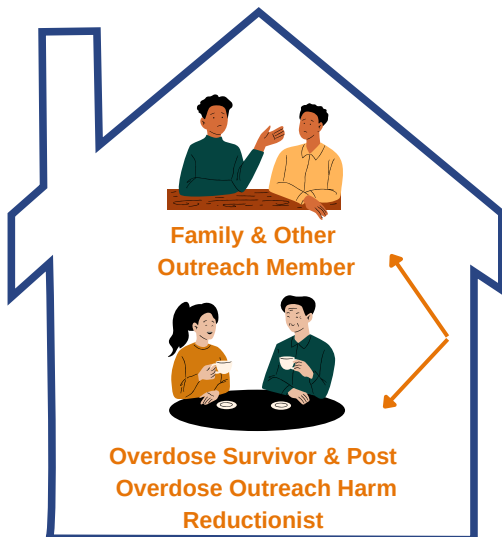 Family & Other
Outreach Member
Overdose Survivor & Post
Overdose Outreach Harm
Reductionist